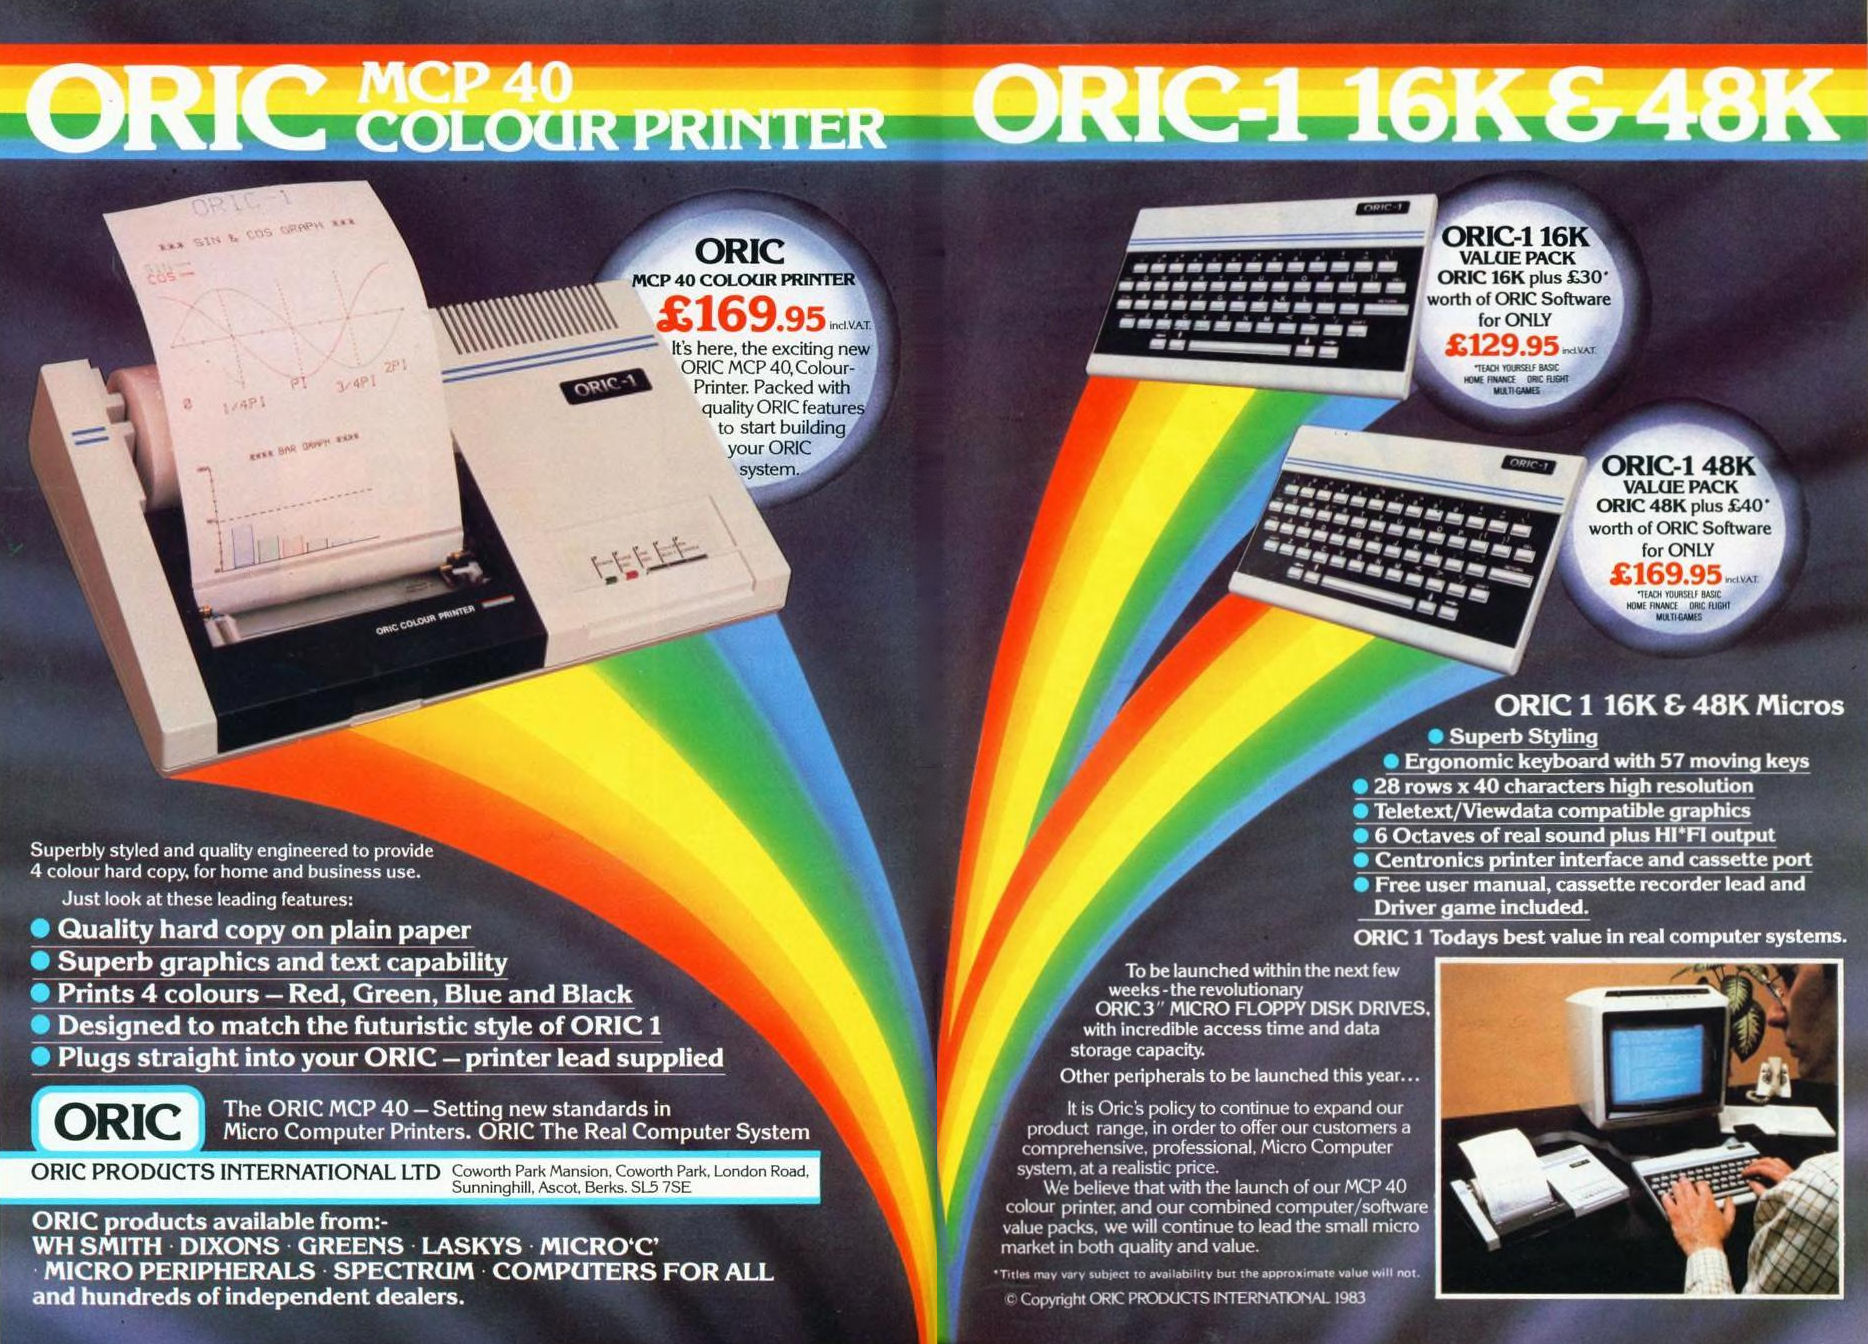 ORIC MCP 40
COLOUR PRINTER
ORIC-1
*** SIN & COS GRAPH ***
COS —
0 1/4PI PI 3/4PI 2PI
**** BAR GRAPH ****
ORIC-1
ORIC COLOUR PRINTER
ORIC
MCP 40 COLOUR PRINTER
£169.95 incl.V.A.T.
It's here, the exciting new
ORIC MCP 40, Colour-
Printer. Packed with
quality ORIC features
to start building
your ORIC
system.
Superbly styled and quality engineered to provide
4 colour hard copy, for home and business use.
Just look at these leading features:
● Quality hard copy on plain paper
● Superb graphics and text capability
● Prints 4 colours – Red, Green, Blue and Black
● Designed to match the futuristic style of ORIC 1
● Plugs straight into your ORIC – printer lead supplied
ORIC
The ORIC MCP 40 – Setting new standards in
Micro Computer Printers. ORIC The Real Computer System
ORIC PRODUCTS INTERNATIONAL LTD Coworth Park Mansion, Coworth Park, London Road,
Sunninghill, Ascot, Berks. SL5 7SE
ORIC products available from:-
WH SMITH · DIXONS · GREENS · LASKYS · MICRO'C'
· MICRO PERIPHERALS · SPECTRUM · COMPUTERS FOR ALL
and hundreds of independent dealers.
ORIC-1 16K & 48K
ORIC-1
ORIC-1 16K
VALUE PACK
ORIC 16K plus £30*
worth of ORIC Software
for ONLY
£129.95 incl.V.A.T.
*TEACH YOURSELF BASIC
HOME FINANCE ORIC FLIGHT
MULTI-GAMES
ORIC-1
ORIC-1 48K
VALUE PACK
ORIC 48K plus £40*
worth of ORIC Software
for ONLY
£169.95 incl.V.A.T.
*TEACH YOURSELF BASIC
HOME FINANCE ORIC FLIGHT
MULTI-GAMES
ORIC 1 16K & 48K Micros
● Superb Styling
● Ergonomic keyboard with 57 moving keys
● 28 rows x 40 characters high resolution
● Teletext/Viewdata compatible graphics
● 6 Octaves of real sound plus HI*FI output
● Centronics printer interface and cassette port
● Free user manual, cassette recorder lead and
Driver game included.
ORIC 1 Todays best value in real computer systems.
To be launched within the next few
weeks - the revolutionary
ORIC 3" MICRO FLOPPY DISK DRIVES,
with incredible access time and data
storage capacity.
Other peripherals to be launched this year...
It is Oric's policy to continue to expand our
product range, in order to offer our customers a
comprehensive, professional, Micro Computer
system, at a realistic price.
We believe that with the launch of our MCP 40
colour printer, and our combined computer/software
value packs, we will continue to lead the small micro
market in both quality and value.
*Titles may vary subject to availability but the approximate value will not.
© Copyright ORIC PRODUCTS INTERNATIONAL 1983